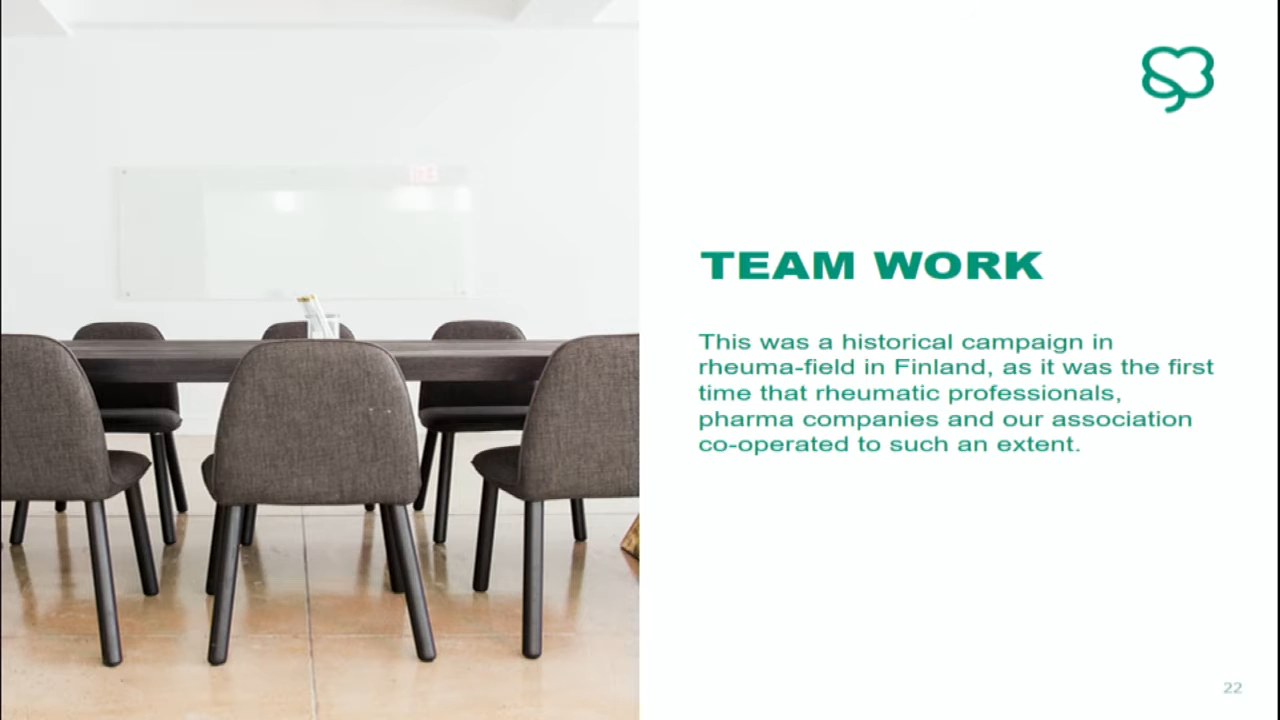 TEAM WORK
This was a historical campaign in
rheuma-field in Finland, as it was the first
time that rheumatic professionals,
pharma companies and our association
co-operated to such an extent.
22